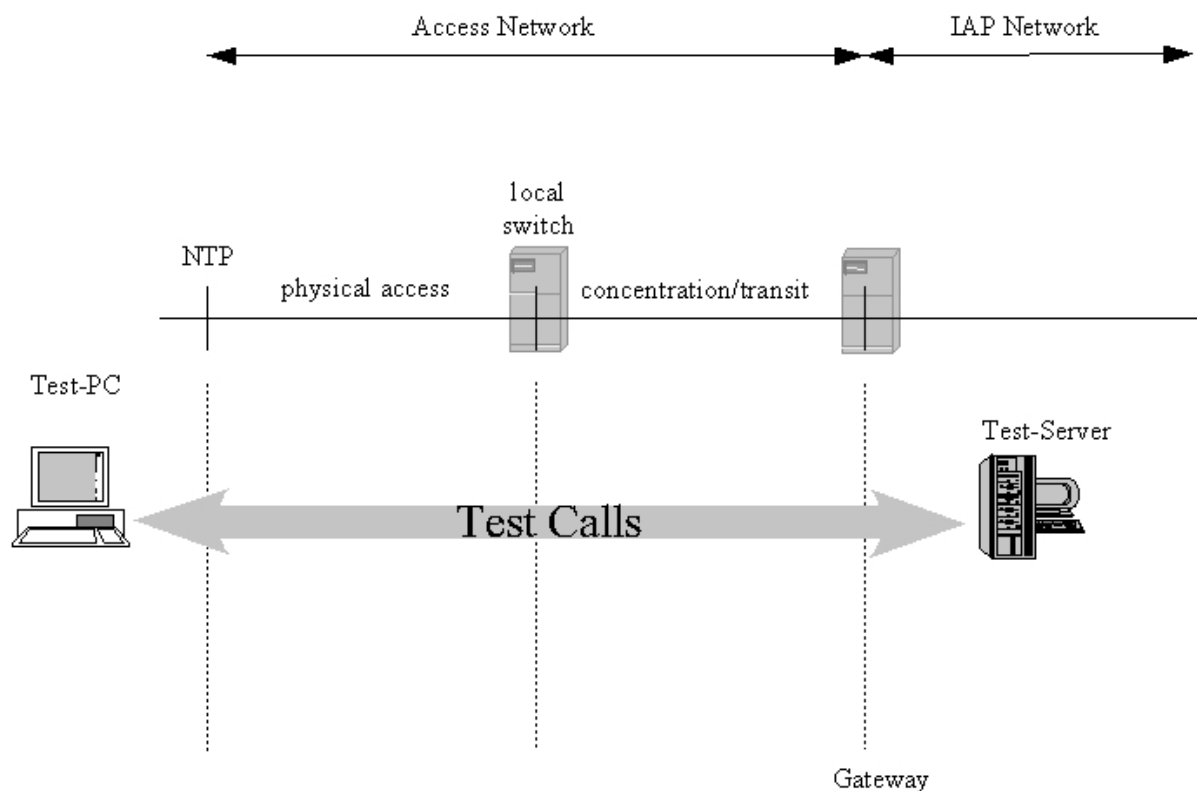 Access Network
IAP Network
local
switch
NTP
physical access
concentration/transit
Test-PC
Test-Server
Test Calls
Gateway